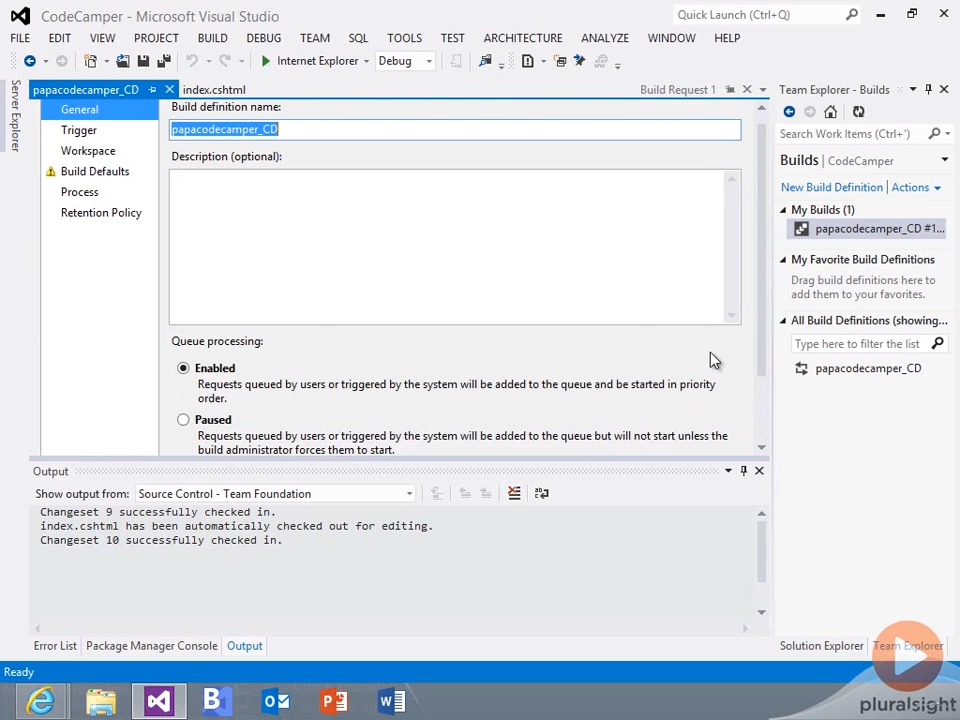 CodeCamper - Microsoft Visual Studio
Quick Launch (Ctrl+Q)
FILE EDIT VIEW PROJECT BUILD DEBUG TEAM SQL TOOLS TEST ARCHITECTURE ANALYZE WINDOW HELP
Internet Explorer Debug
Server Explorer
papacodecamper_CD index.cshtml Build Request 1
General
Trigger
Workspace
Build Defaults
Process
Retention Policy
Build definition name:
papacodecamper_CD
Description (optional):
Queue processing:
Enabled
Requests queued by users or triggered by the system will be added to the queue and be started in priority
order.
Paused
Requests queued by users or triggered by the system will be added to the queue but will not start unless the
build administrator forces them to start.
Team Explorer - Builds
Search Work Items (Ctrl+')
Builds | CodeCamper
New Build Definition | Actions
My Builds (1)
papacodecamper_CD #1...
My Favorite Build Definitions
Drag build definitions here to
add them to your favorites.
All Build Definitions (showing...
Type here to filter the list
papacodecamper_CD
Output
Show output from: Source Control - Team Foundation
Changeset 9 successfully checked in.
index.cshtml has been automatically checked out for editing.
Changeset 10 successfully checked in.
Error List Package Manager Console Output
Solution Explorer Team Explorer
Ready
pluralsight